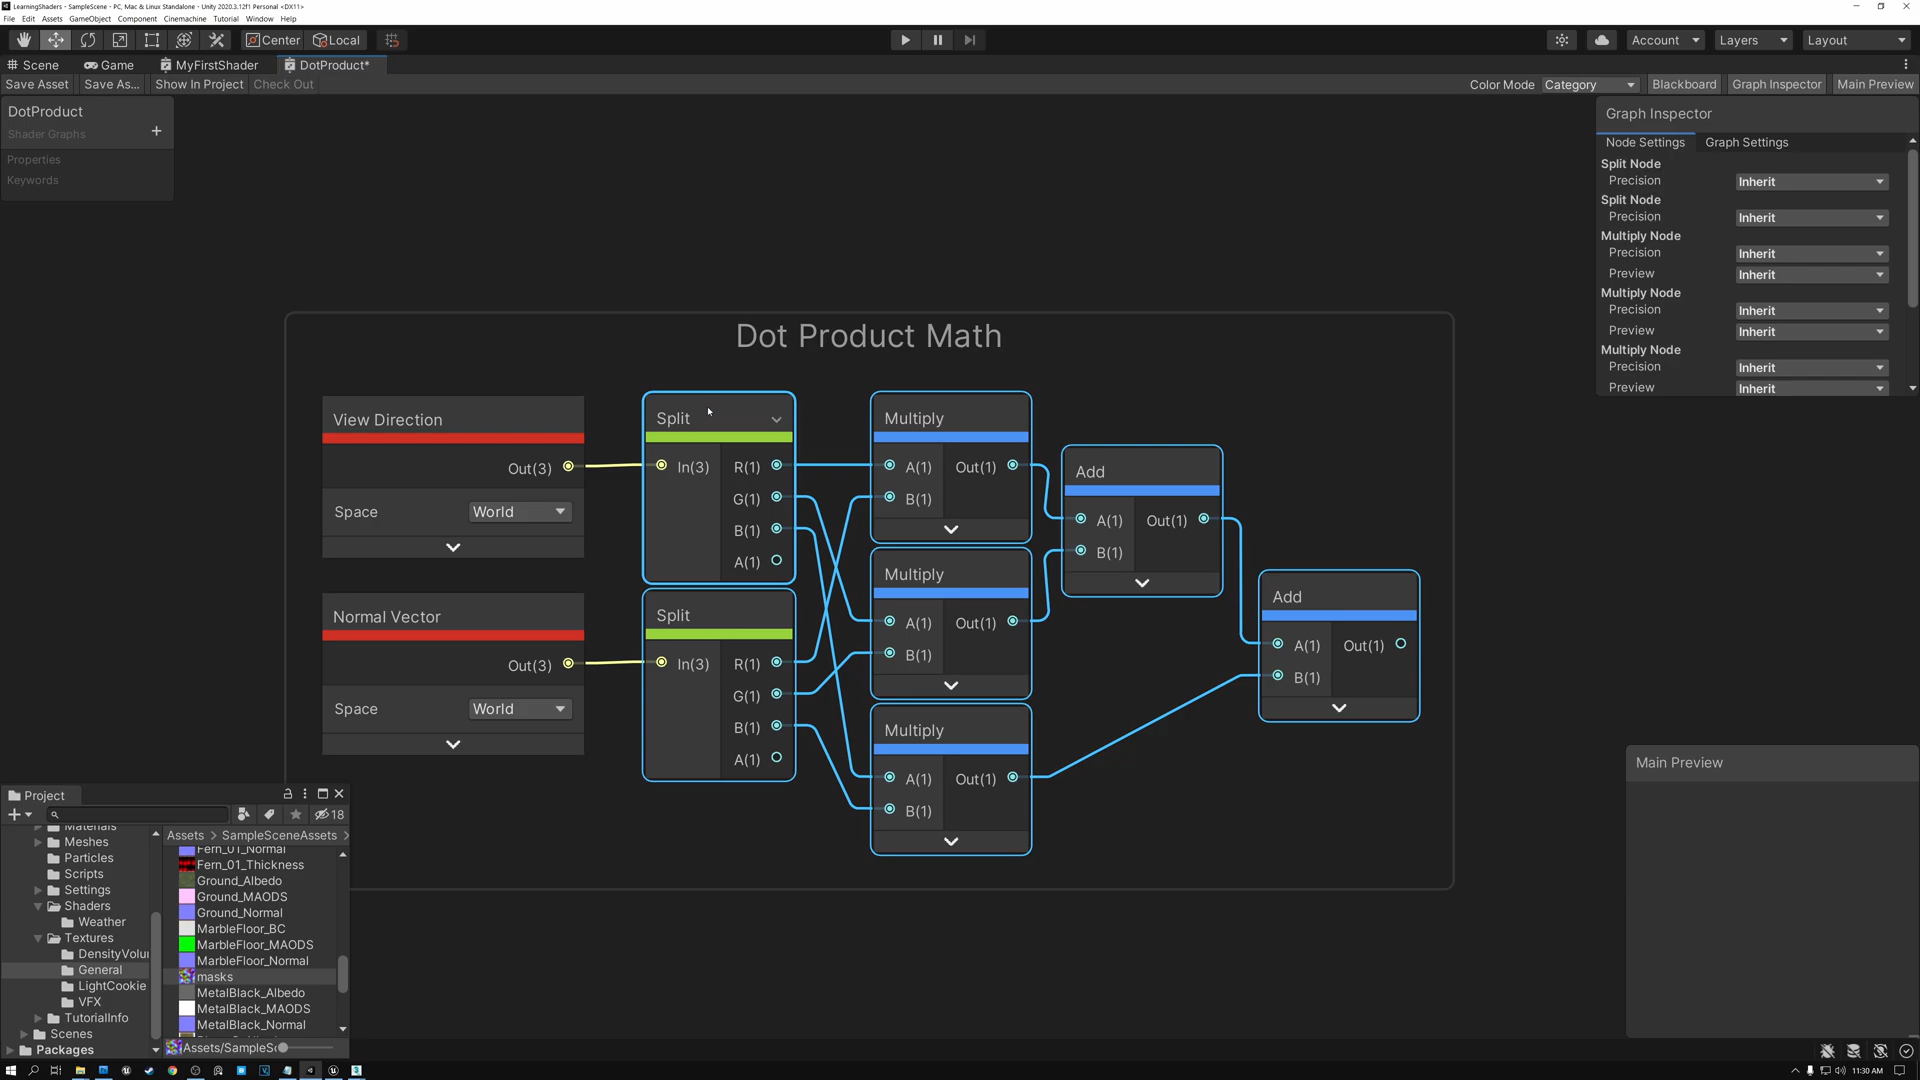 LearningShaders - SampleScene - PC, Mac & Linux Standalone - Unity 2020.3.12f1 Personal <DX11>
File Edit Assets GameObject Component Cinemachine Tutorial Window Help
Center Local Account Layers Layout
Scene Game MyFirstShader DotProduct*
Save Asset Save As... Show In Project Check Out Color Mode Category Blackboard Graph Inspector Main Preview
DotProduct
Shader Graphs
Properties
Keywords
Graph Inspector
Node Settings Graph Settings
Split Node
Precision Inherit
Split Node
Precision Inherit
Multiply Node
Precision Inherit
Preview Inherit
Multiply Node
Precision Inherit
Preview Inherit
Multiply Node
Precision Inherit
Preview Inherit
Dot Product Math
View Direction
Out(3)
Space World
Normal Vector
Out(3)
Space World
Split
In(3) R(1)
G(1)
B(1)
A(1)
Split
In(3) R(1)
G(1)
B(1)
A(1)
Multiply
A(1) Out(1)
B(1)
Multiply
A(1) Out(1)
B(1)
Multiply
A(1) Out(1)
B(1)
Add
A(1) Out(1)
B(1)
Add
A(1) Out(1)
B(1)
Main Preview
Project
18
Materials
Meshes
Particles
Scripts
Settings
Shaders
Weather
Textures
DensityVolu
General
LightCookie
VFX
TutorialInfo
Scenes
Packages
Assets > SampleSceneAssets >
Fern_01_Normal
Fern_01_Thickness
Ground_Albedo
Ground_MAODS
Ground_Normal
MarbleFloor_BC
MarbleFloor_MAODS
MarbleFloor_Normal
masks
MetalBlack_Albedo
MetalBlack_MAODS
MetalBlack_Normal
Assets/SampleSc
11:30 AM